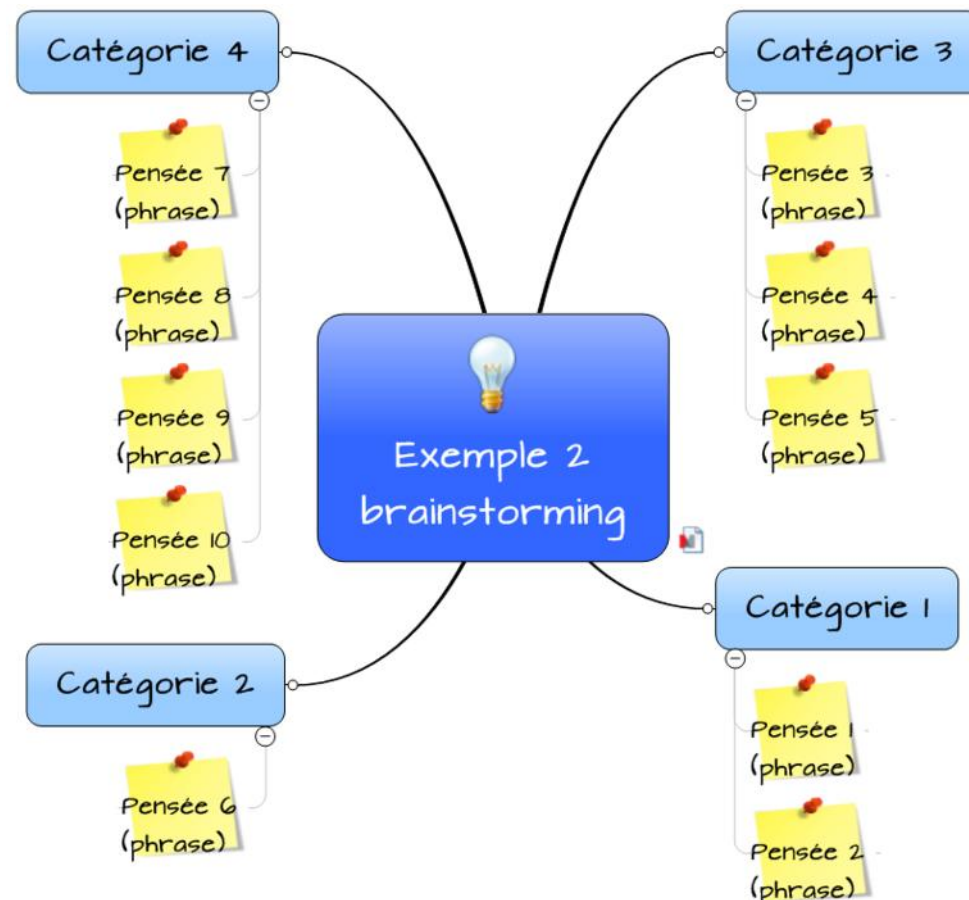 Catégorie 4
Pensée 7
(phrase)
Pensée 8
(phrase)
Pensée 9
(phrase)
Pensée 10
(phrase)
Catégorie 3
Pensée 3
(phrase)
Pensée 4
(phrase)
Pensée 5
(phrase)
Exemple 2
brainstorming
Catégorie 2
Pensée 6
(phrase)
Catégorie 1
Pensée 1
(phrase)
Pensée 2
(phrase)